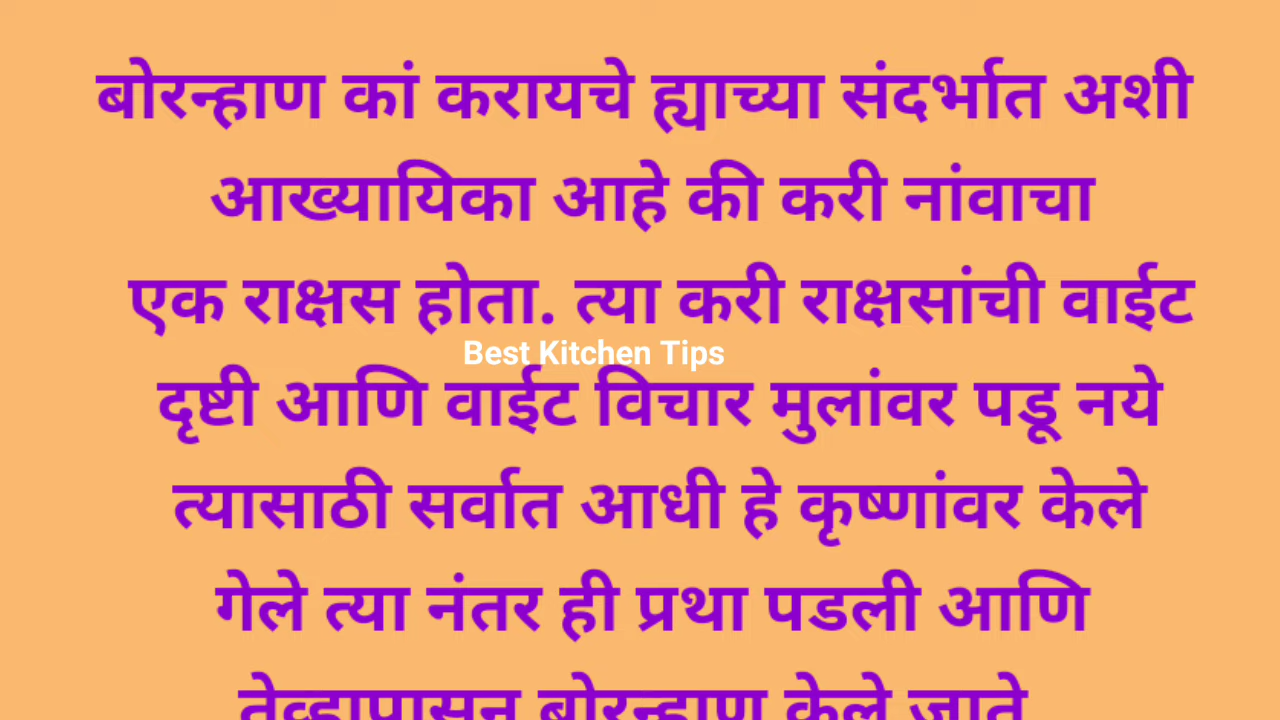 बोरन्हाण कां करायचे ह्याच्या संदर्भात अशी
आख्यायिका आहे की करी नांवाचा
एक राक्षस होता. त्या करी राक्षसांची वाईट
Best Kitchen Tips
दृष्टी आणि वाईट विचार मुलांवर पडू नये
त्यासाठी सर्वात आधी हे कृष्णांवर केले
गेले त्या नंतर ही प्रथा पडली आणि
तेव्हापासून बोरन्हाण केले जाते